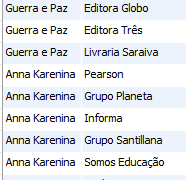 Guerra e Paz Editora Globo
Guerra e Paz Editora Três
Guerra e Paz Livraria Saraiva
Anna Karenina Pearson
Anna Karenina Grupo Planeta
Anna Karenina Informa
Anna Karenina Grupo Santillana
Anna Karenina Somos Educação